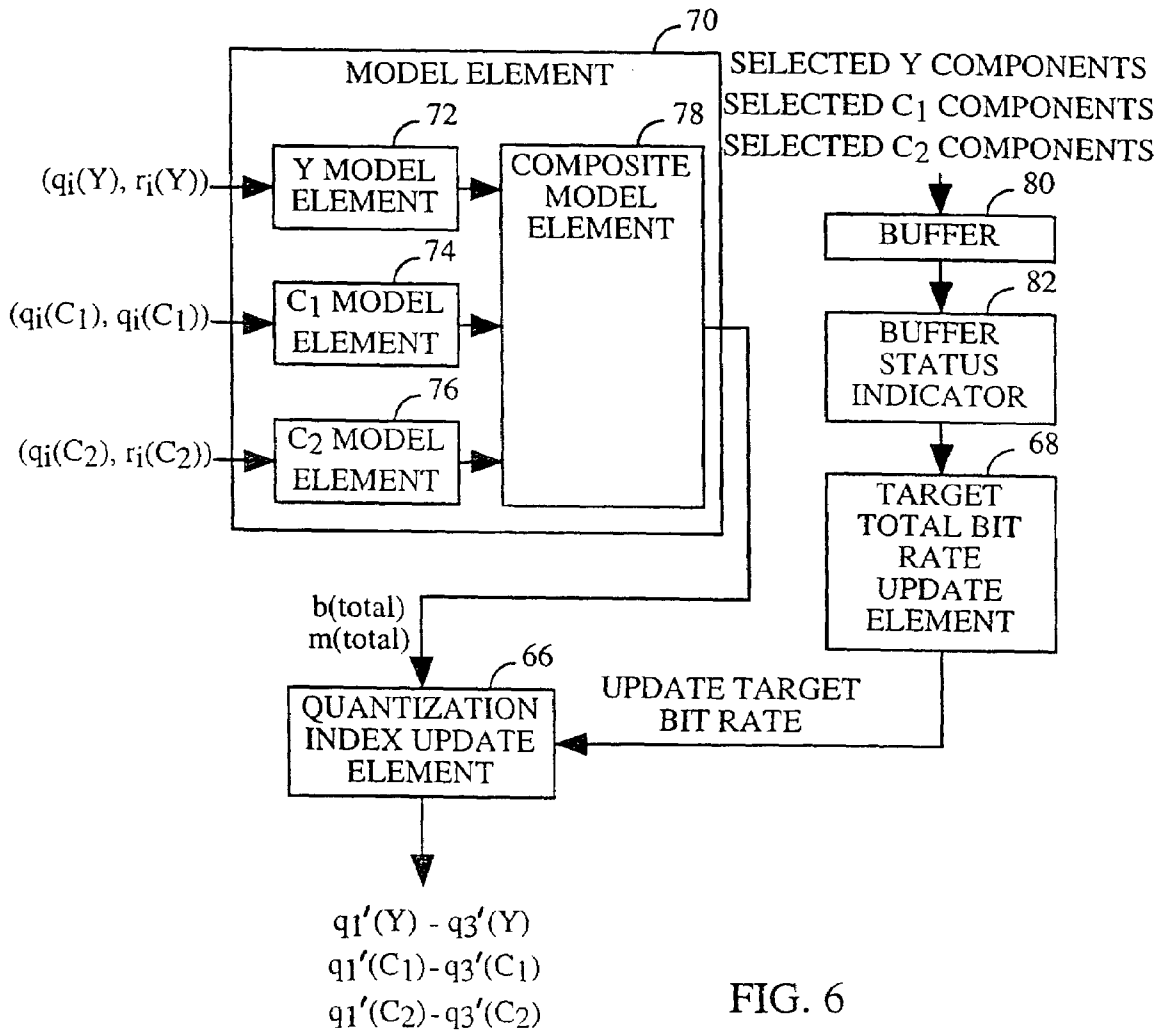 70
MODEL ELEMENT
SELECTED Y COMPONENTS
SELECTED C1 COMPONENTS
SELECTED C2 COMPONENTS
72
78
(qi(Y), ri(Y))
Y MODEL
ELEMENT
COMPOSITE
MODEL
ELEMENT
80
BUFFER
74
(qi(C1), qi(C1))
C1 MODEL
ELEMENT
82
BUFFER
STATUS
INDICATOR
76
(qi(C2), ri(C2))
C2 MODEL
ELEMENT
68
TARGET
TOTAL BIT
RATE
UPDATE
ELEMENT
b(total)
m(total)
66
QUANTIZATION
INDEX UPDATE
ELEMENT
UPDATE TARGET
BIT RATE
q1'(Y) - q3'(Y)
q1'(C1)-q3'(C1)
q1'(C2)-q3'(C2)
FIG. 6